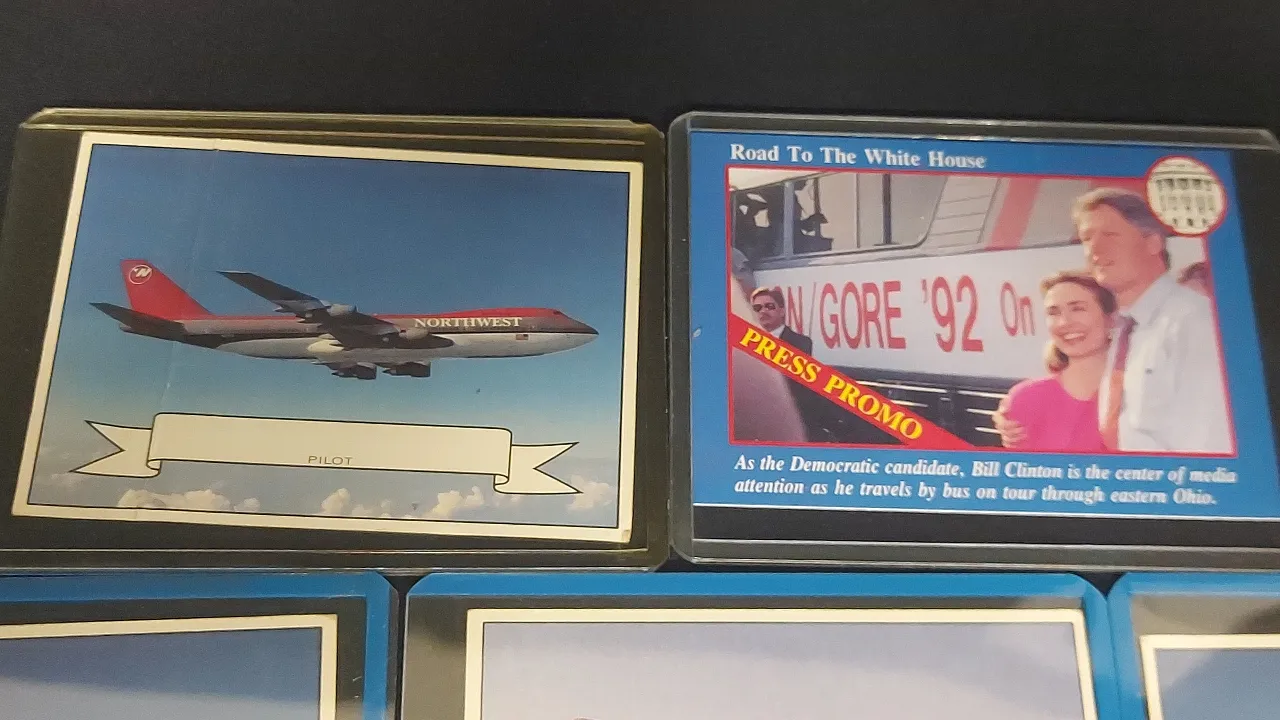 NORTHWEST
PILOT
Road To The White House
N/GORE '92 On
PRESS PROMO
As the Democratic candidate, Bill Clinton is the center of media
attention as he travels by bus on tour through eastern Ohio.